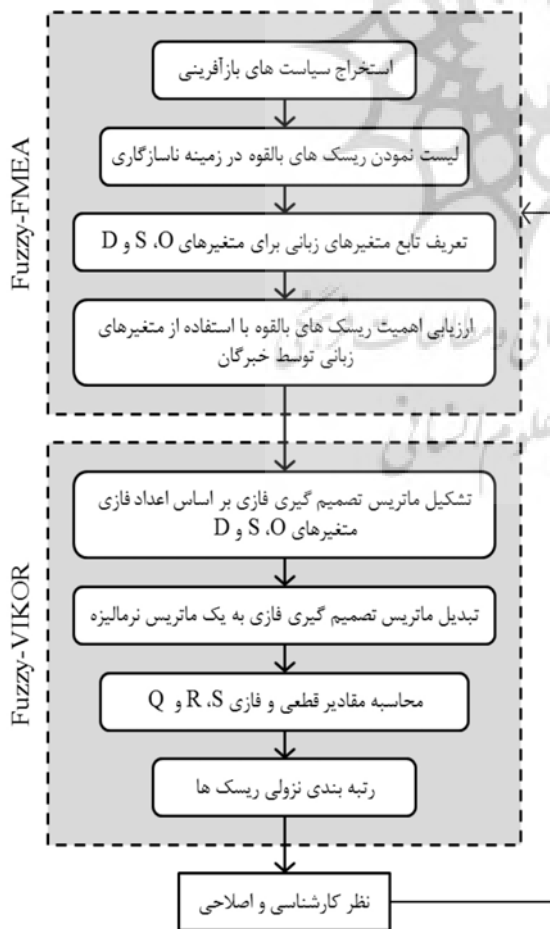 Fuzzy-FMEA
استخراج سیاست های بازآفرینی
لیست نمودن ریسک های بالقوه در زمینه ناسازگاری
تعریف تابع متغیرهای زبانی برای متغیرهای S ،O و D
ارزیابی اهمیت ریسک های بالقوه با استفاده از متغیرهای
زبانی توسط خبرگان
Fuzzy-VIKOR
تشکیل ماتریس تصمیم گیری فازی بر اساس اعداد فازی
متغیرهای S ،O و D
تبدیل ماتریس تصمیم گیری فازی به یک ماتریس نرمالیزه
محاسبه مقادیر قطعی و فازی R ،S و Q
رتبه بندی نزولی ریسک ها
نظر کارشناسی و اصلاحی
علوم انسانی